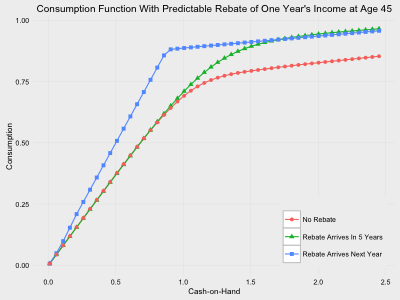 Consumption Function With Predictable Rebate of One Year's Income at Age 45
Consumption
1.00
0.75
0.50
0.25
0.00
0.0 0.5 1.0 1.5 2.0 2.5
Cash-on-Hand
No Rebate
Rebate Arrives In 5 Years
Rebate Arrives Next Year